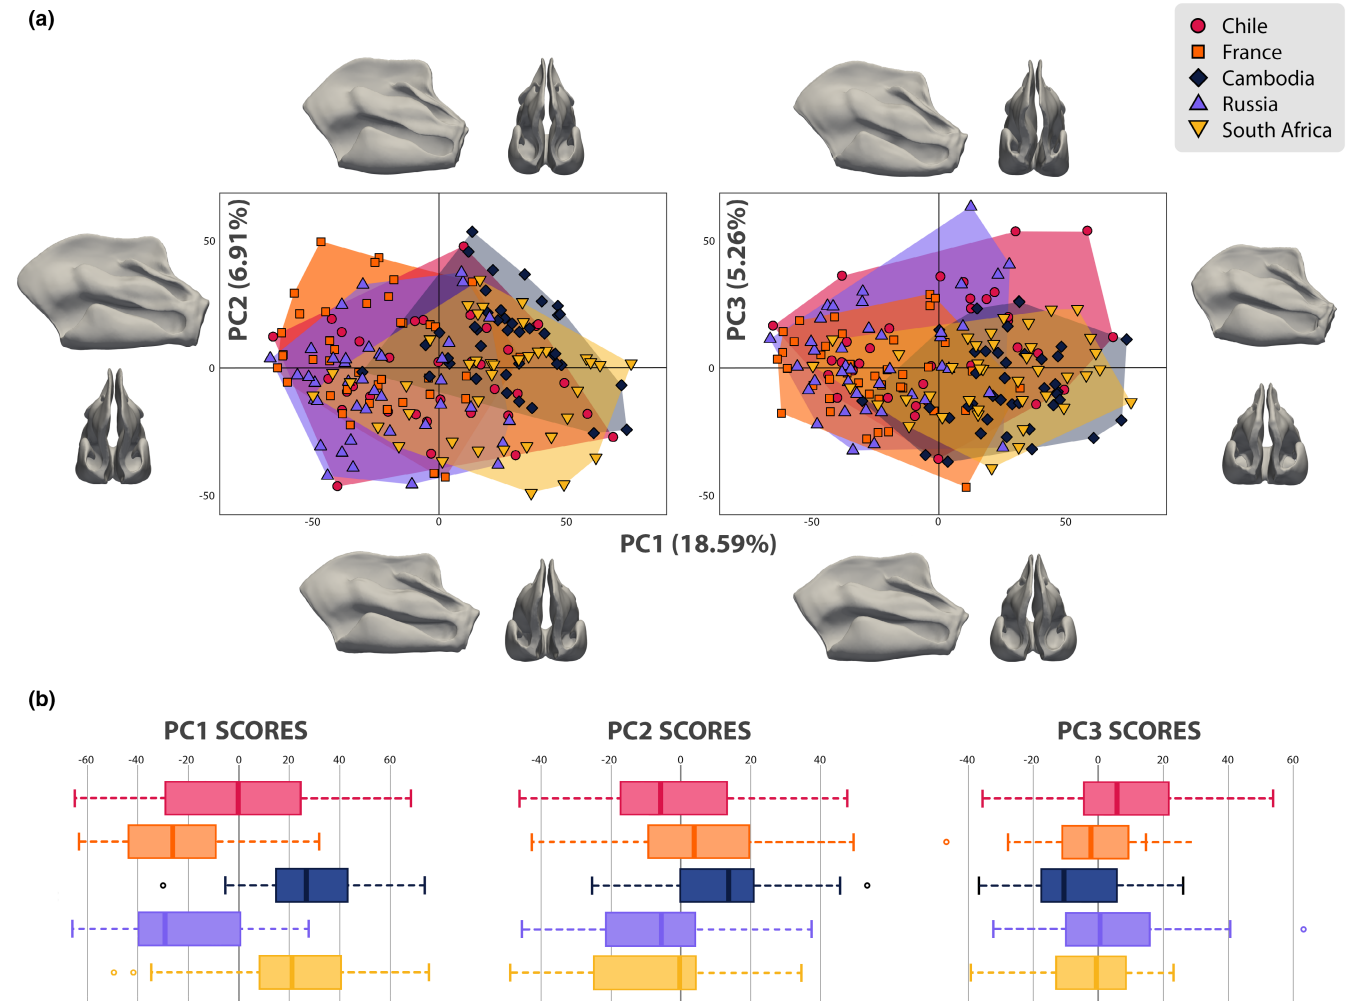 (a)
Chile
France
Cambodia
Russia
South Africa
PC2 (6.91%)
50
0
-50
-50 0 50
PC3 (5.26%)
50
0
-50
-50 0 50
PC1 (18.59%)
(b)
PC1 SCORES PC2 SCORES PC3 SCORES
-60 -40 -20 0 20 40 60 -40 -20 0 20 40 -40 -20 0 20 40 60